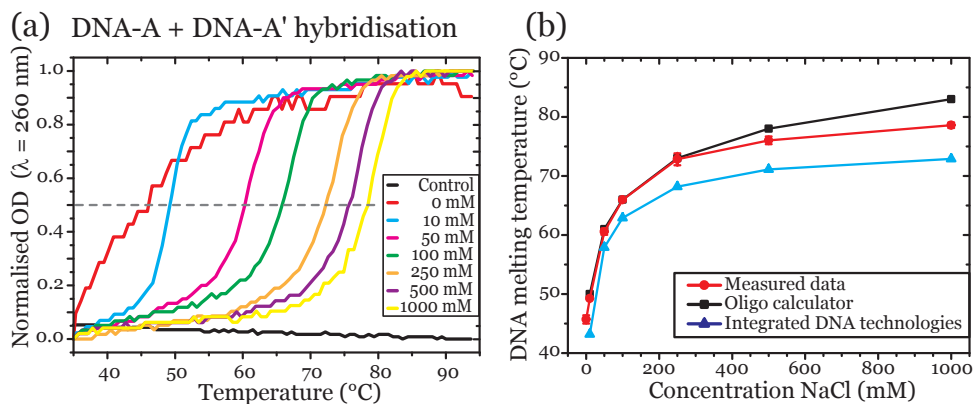 (a) DNA-A + DNA-A' hybridisation
Normalised OD (λ = 260 nm)
1.0
0.8
0.6
0.4
0.2
0.0
40 50 60 70 80 90
Temperature (°C)
Control
0 mM
10 mM
50 mM
100 mM
250 mM
500 mM
1000 mM
(b)
DNA melting temperature (°C)
90
80
70
60
50
40
0 200 400 600 800 1000
Concentration NaCl (mM)
Measured data
Oligo calculator
Integrated DNA technologies